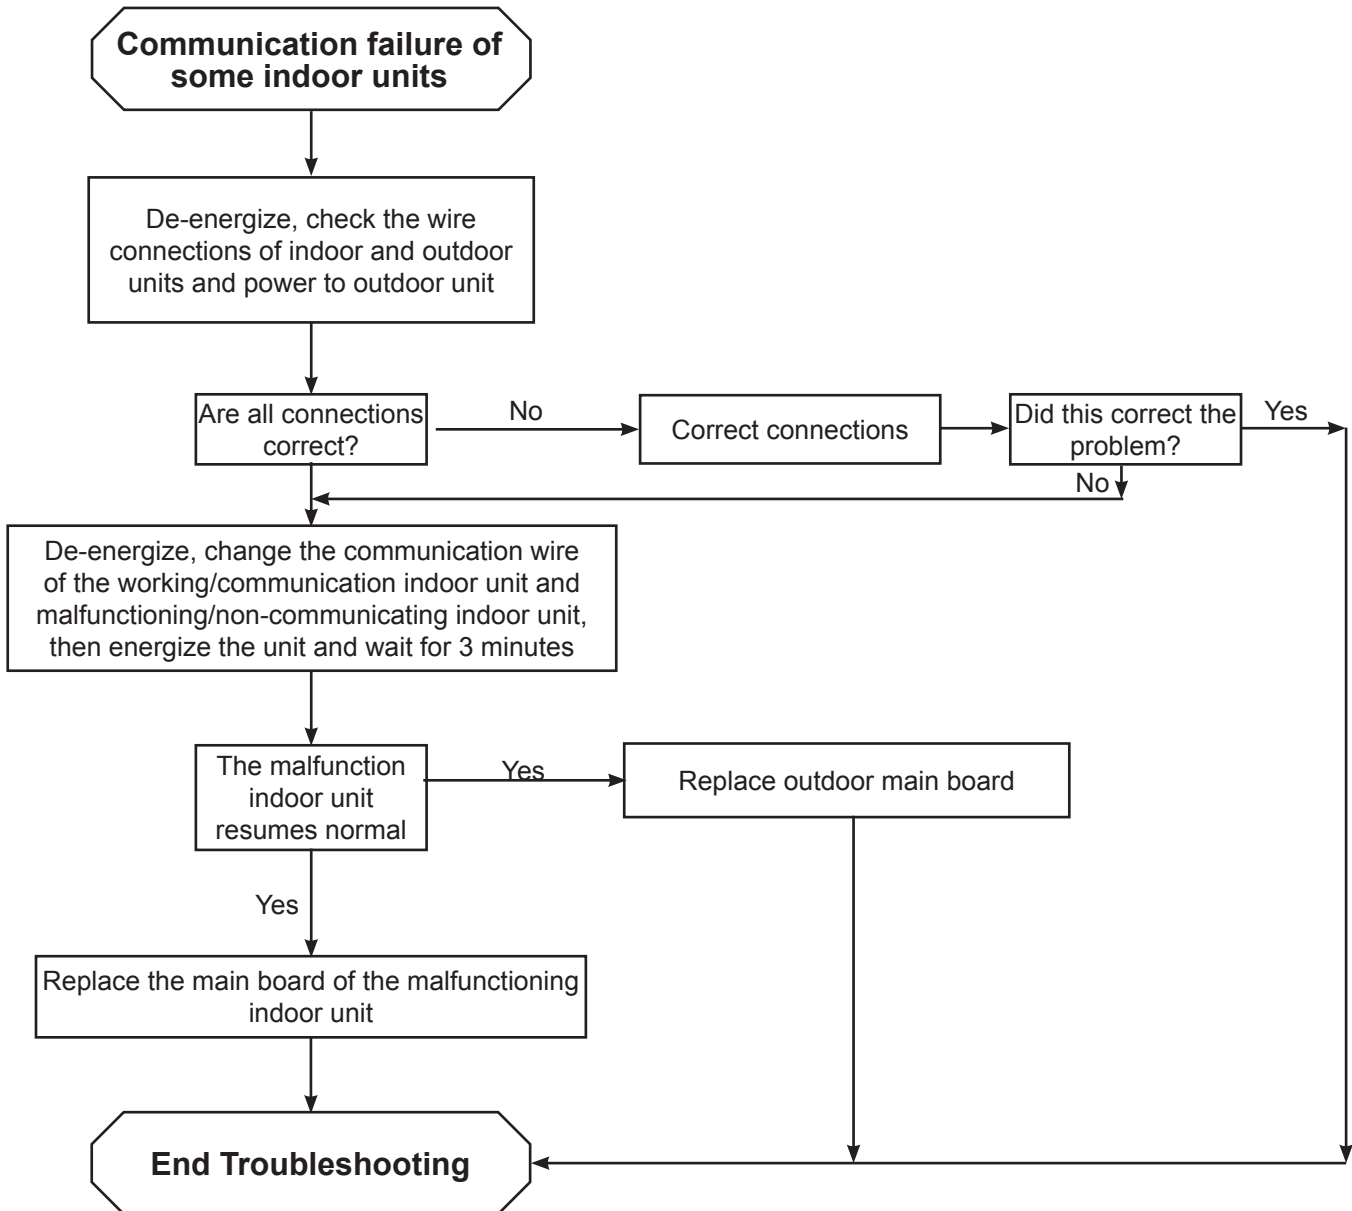 Communication failure of
some indoor units
De-energize, check the wire
connections of indoor and outdoor
units and power to outdoor unit
Are all connections
correct?
No
Correct connections
Did this correct the
problem?
Yes
No
De-energize, change the communication wire
of the working/communication indoor unit and
malfunctioning/non-communicating indoor unit,
then energize the unit and wait for 3 minutes
The malfunction
indoor unit
resumes normal
Yes
Replace outdoor main board
Yes
Replace the main board of the malfunctioning
indoor unit
End Troubleshooting